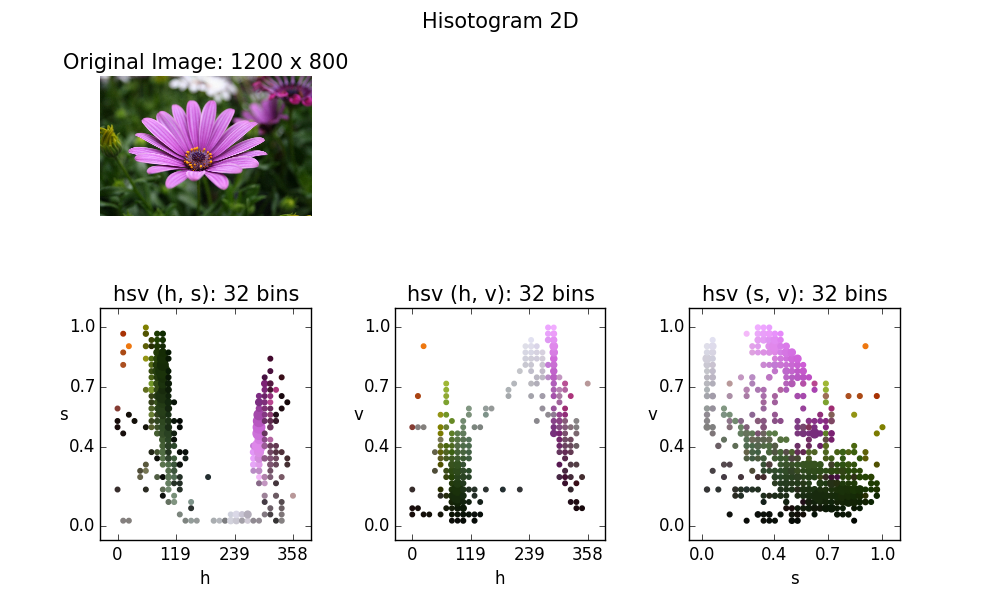 Hisotogram 2D
Original Image: 1200 x 800
hsv (h, s): 32 bins
1.0
0.7
0.4
0.0
s
0
119
239
358
h
hsv (h, v): 32 bins
1.0
0.7
0.4
0.0
v
0
119
239
358
h
hsv (s, v): 32 bins
1.0
0.7
0.4
0.0
v
0.0
0.4
0.7
1.0
s